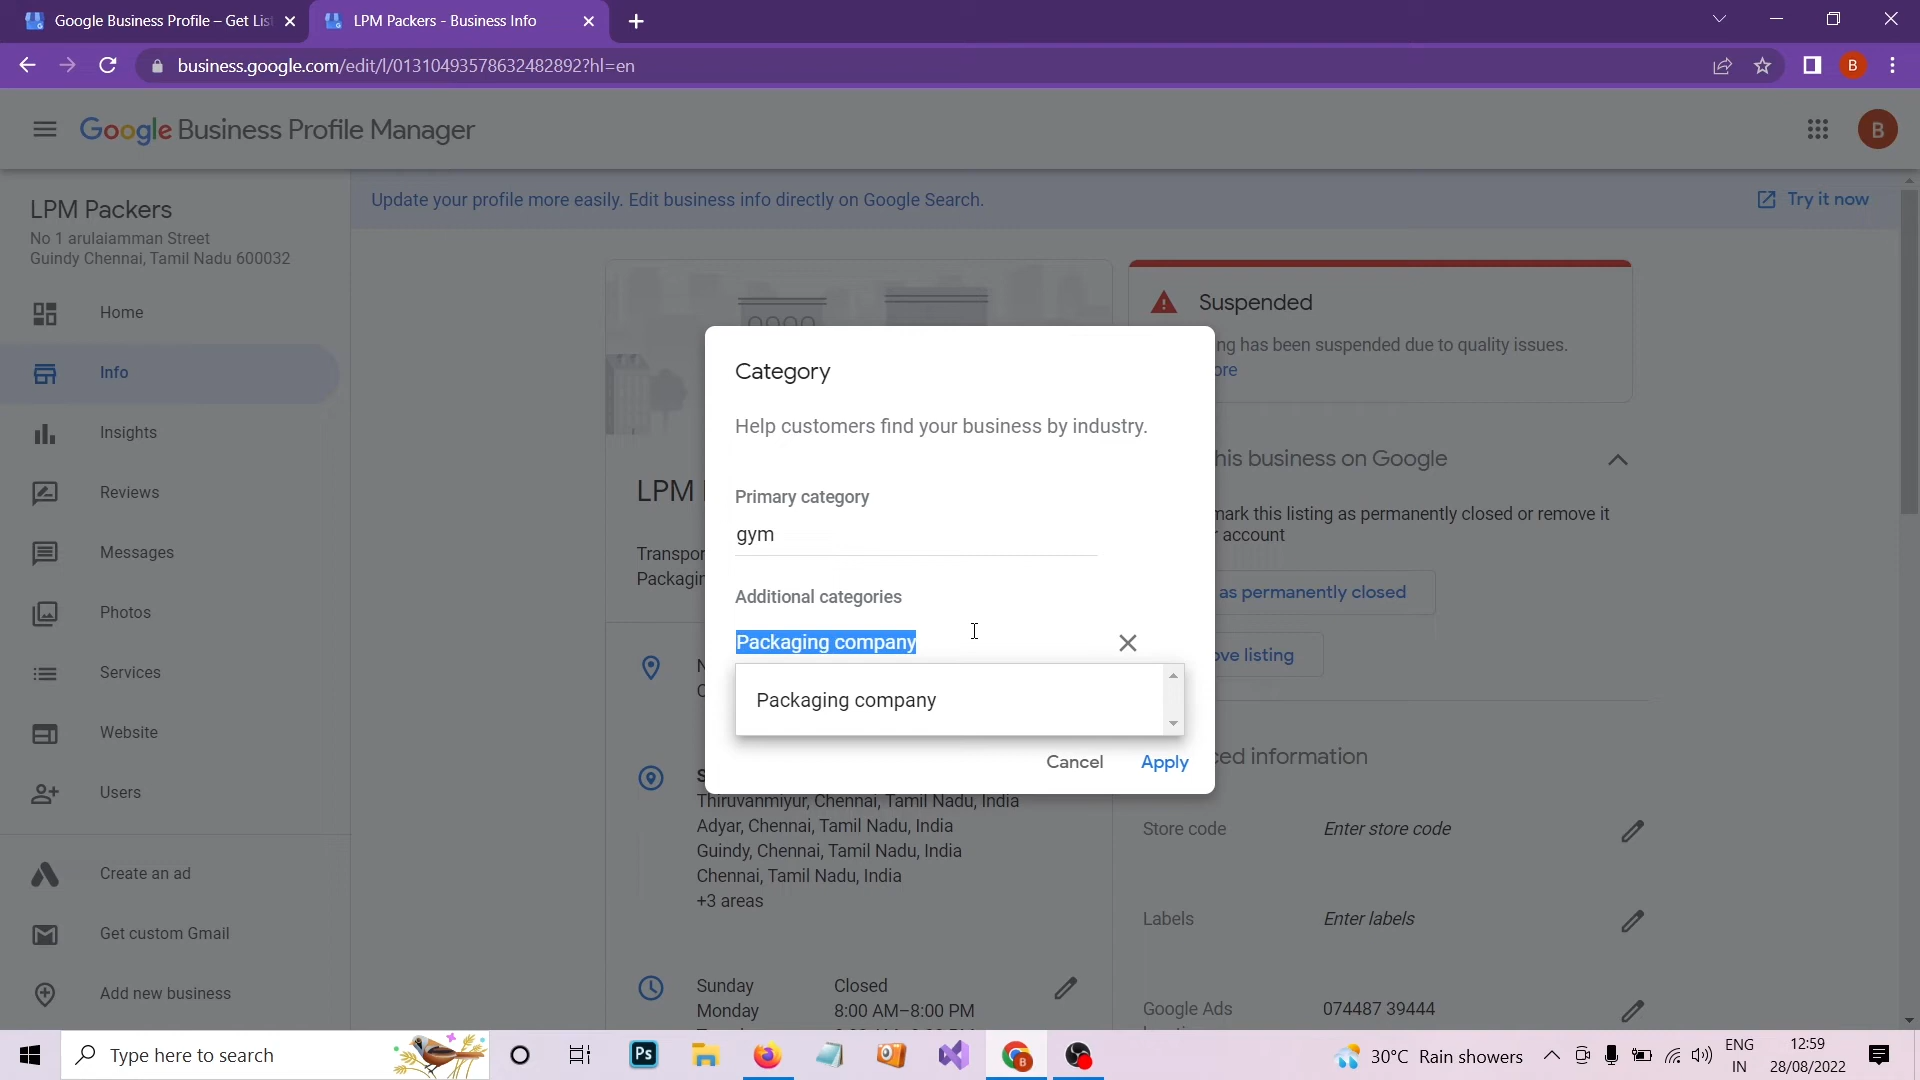 Google Business Profile – Get List
LPM Packers - Business Info
business.google.com/edit/l/01310493578632482892?hl=en
B
Google Business Profile Manager
B
LPM Packers
No 1 arulaiamman Street
Guindy Chennai, Tamil Nadu 600032
Home
Info
Insights
Reviews
Messages
Photos
Services
Website
Users
Create an ad
Get custom Gmail
Add new business
Update your profile more easily. Edit business info directly on Google Search.
Try it now
LPM
Transpor
Packagin
Thiruvanmiyur, Chennai, Tamil Nadu, India
Adyar, Chennai, Tamil Nadu, India
Guindy, Chennai, Tamil Nadu, India
Chennai, Tamil Nadu, India
+3 areas
Sunday Closed
Monday 8:00 AM–8:00 PM
Category
Help customers find your business by industry.
Primary category
gym
Additional categories
Packaging company
Packaging company
Cancel
Apply
Suspended
ng has been suspended due to quality issues.
ore
his business on Google
mark this listing as permanently closed or remove it
account
as permanently closed
ove listing
ced information
Store code Enter store code
Labels Enter labels
Google Ads 074487 39444
Type here to search
Ps
B
30°C Rain showers
ENG
IN
12:59
28/08/2022